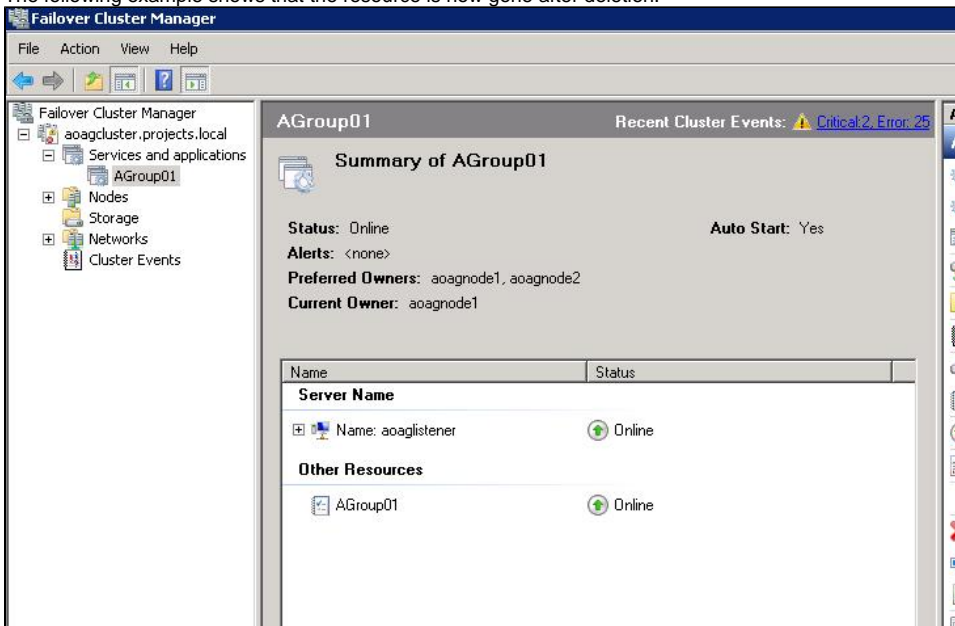 The following example shows that the resource is now gone after deletion.
Failover Cluster Manager
File Action View Help
Failover Cluster Manager
aoagcluster.projects.local
Services and applications
AGroup01
Nodes
Storage
Networks
Cluster Events
AGroup01 Recent Cluster Events: Critical:2, Error: 25
Summary of AGroup01
Status: Online Auto Start: Yes
Alerts: <none>
Preferred Owners: aoagnode1, aoagnode2
Current Owner: aoagnode1
Name Status
Server Name
Name: aoaglistener Online
Other Resources
AGroup01 Online